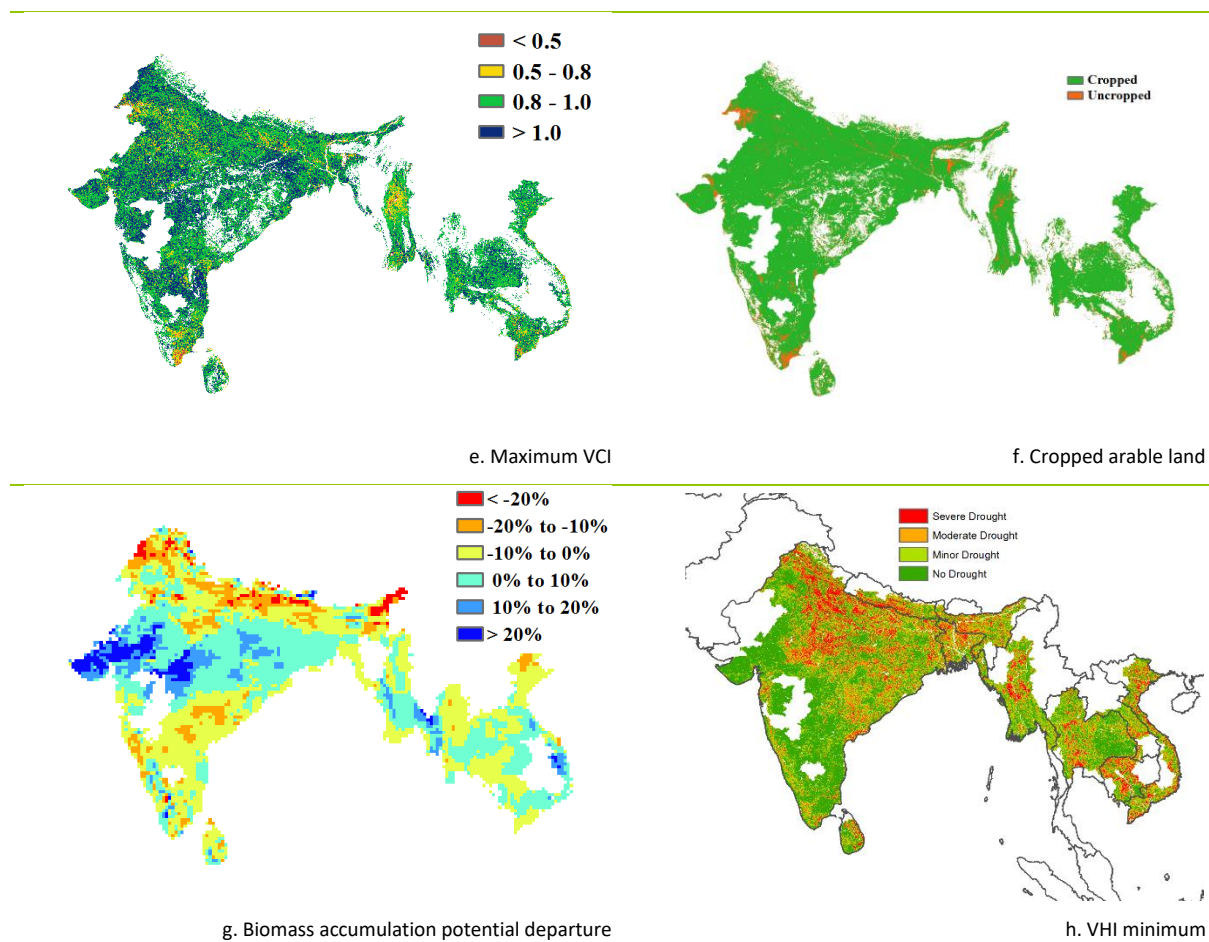 < 0.5
0.5 - 0.8
0.8 - 1.0
> 1.0
e. Maximum VCI
Cropped
Uncropped
f. Cropped arable land
< -20%
-20% to -10%
-10% to 0%
0% to 10%
10% to 20%
> 20%
g. Biomass accumulation potential departure
Severe Drought
Moderate Drought
Minor Drought
No Drought
h. VHI minimum